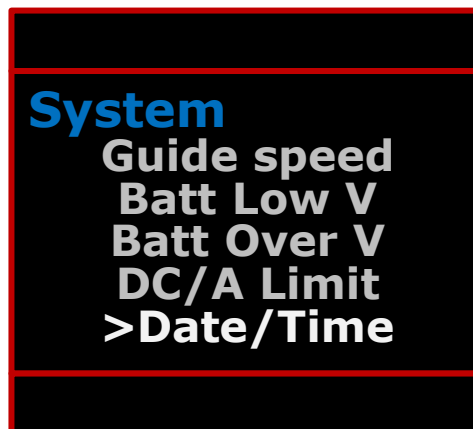 System
Guide speed
Batt Low V
Batt Over V
DC/A Limit
>Date/Time